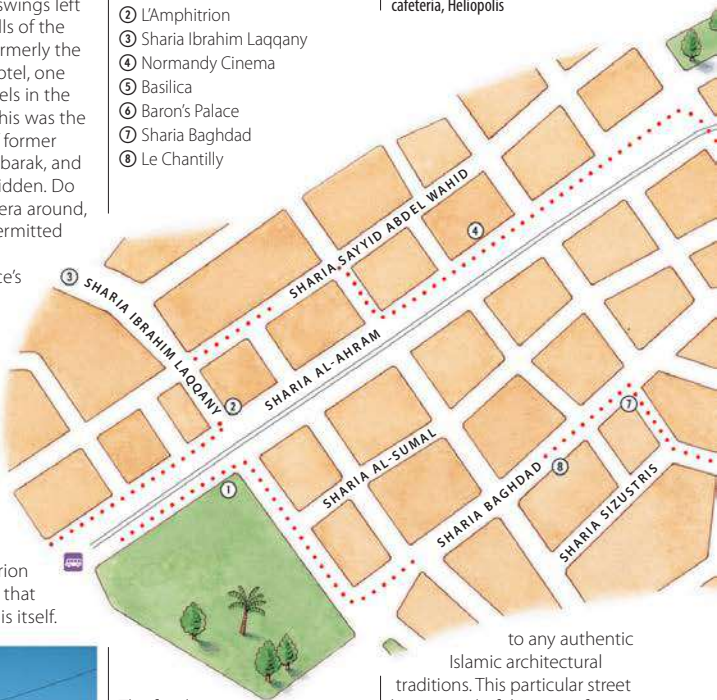 swings left
lls of the
rmerly the
otel, one
els in the
his was the
former
barak, and
idden. Do
era around,
ermitted
ce's
rion
that
is itself.
② L'Amphitrion
③ Sharia Ibrahim Laqqany
④ Normandy Cinema
⑤ Basilica
⑥ Baron's Palace
⑦ Sharia Baghdad
⑧ Le Chantilly
cafeteria, Heliopolis
SHARIA SAYYID ABDEL WAHID
④
③ SHARIA IBRAHIM LAQQANY
②
SHARIA AL-AHRAM
①
SHARIA AL-SUMAL
SHARIA BAGHDAD
⑦
⑧
SHARIA SIZUSTRIS
to any authentic
Islamic architectural
traditions. This particular street